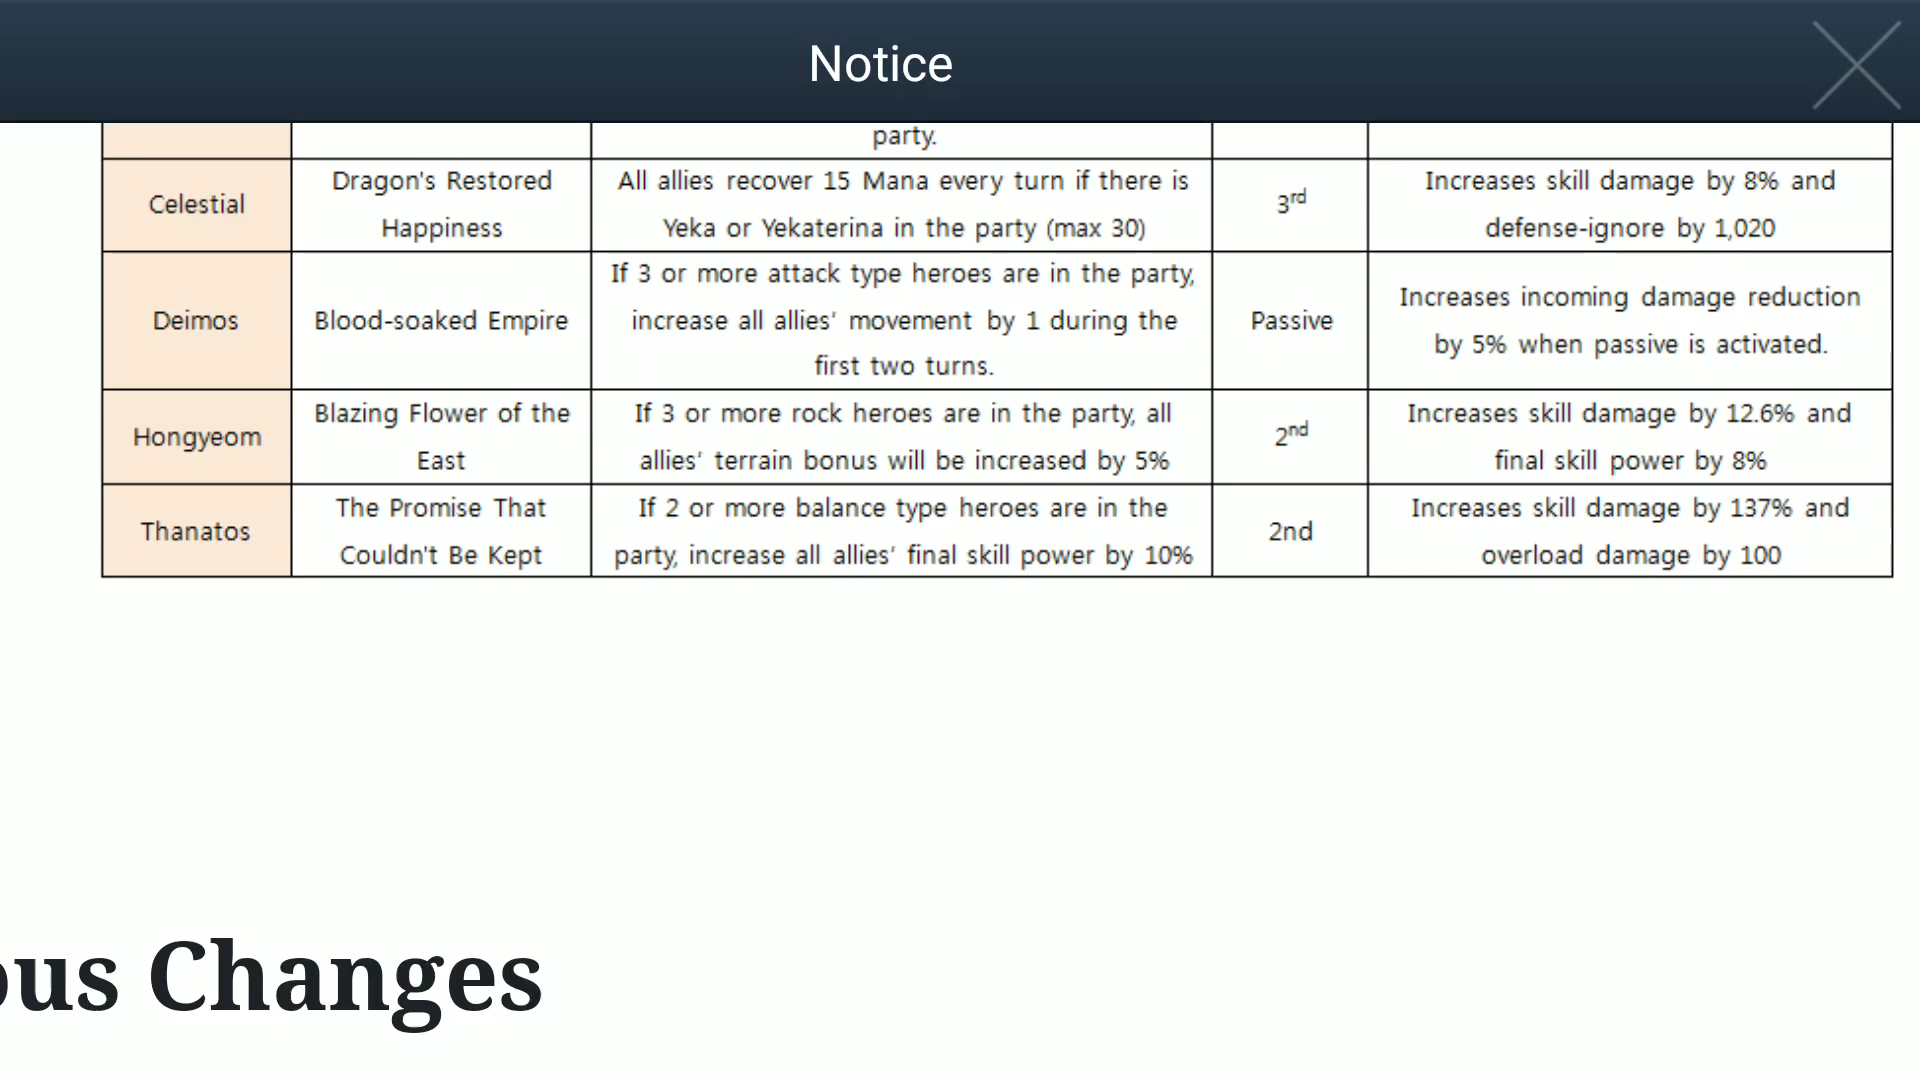 Notice
party.
Celestial
Dragon's Restored
Happiness
All allies recover 15 Mana every turn if there is
Yeka or Yekaterina in the party (max 30)
3rd
Increases skill damage by 8% and
defense-ignore by 1,020
Deimos
Blood-soaked Empire
If 3 or more attack type heroes are in the party,
increase all allies' movement by 1 during the
first two turns.
Passive
Increases incoming damage reduction
by 5% when passive is activated.
Hongyeom
Blazing Flower of the
East
If 3 or more rock heroes are in the party, all
allies' terrain bonus will be increased by 5%
2nd
Increases skill damage by 12.6% and
final skill power by 8%
Thanatos
The Promise That
Couldn't Be Kept
If 2 or more balance type heroes are in the
party, increase all allies' final skill power by 10%
2nd
Increases skill damage by 137% and
overload damage by 100
ous Changes